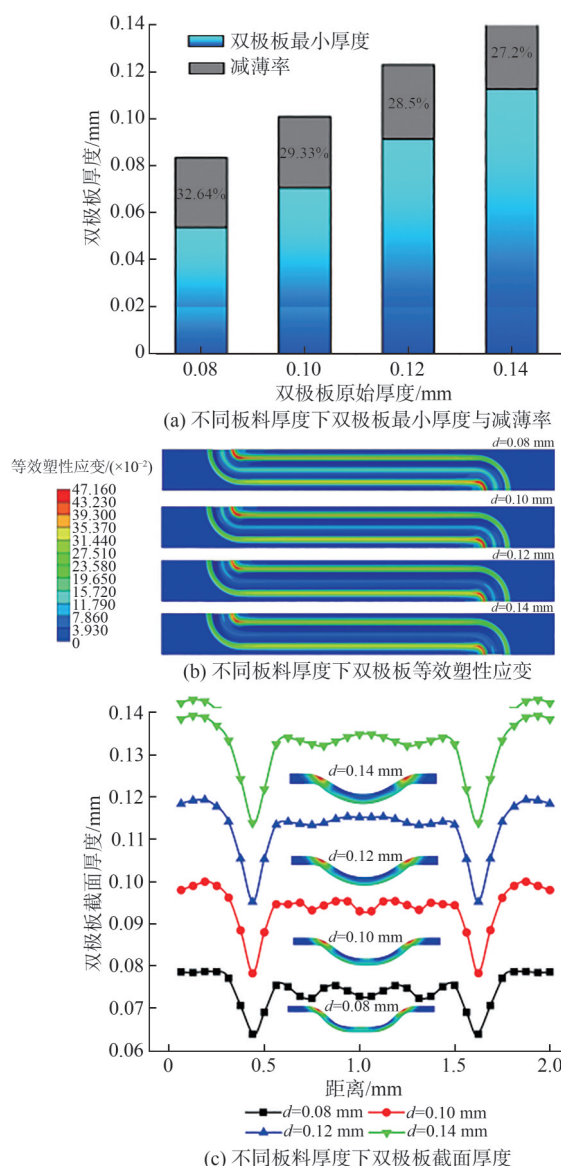 0.14
0.12
0.10
0.08
0.06
0.04
0.02
0
双极板厚度/mm
双极板最小厚度
减薄率
32.64%
29.33%
28.5%
27.2%
0.08 0.10 0.12 0.14
双极板原始厚度/mm
(a) 不同板料厚度下双极板最小厚度与减薄率
等效塑性应变/(×10⁻²)
47.160
43.230
39.300
35.370
31.440
27.510
23.580
19.650
15.720
11.790
7.860
3.930
0
d=0.08 mm
d=0.10 mm
d=0.12 mm
d=0.14 mm
(b) 不同板料厚度下双极板等效塑性应变
0.14
0.13
0.12
0.11
0.10
0.09
0.08
0.07
0.06
双极板截面厚度/mm
d=0.14 mm
d=0.12 mm
d=0.10 mm
d=0.08 mm
0 0.5 1.0 1.5 2.0
距离/mm
d=0.08 mm d=0.10 mm
d=0.12 mm d=0.14 mm
(c) 不同板料厚度下双极板截面厚度